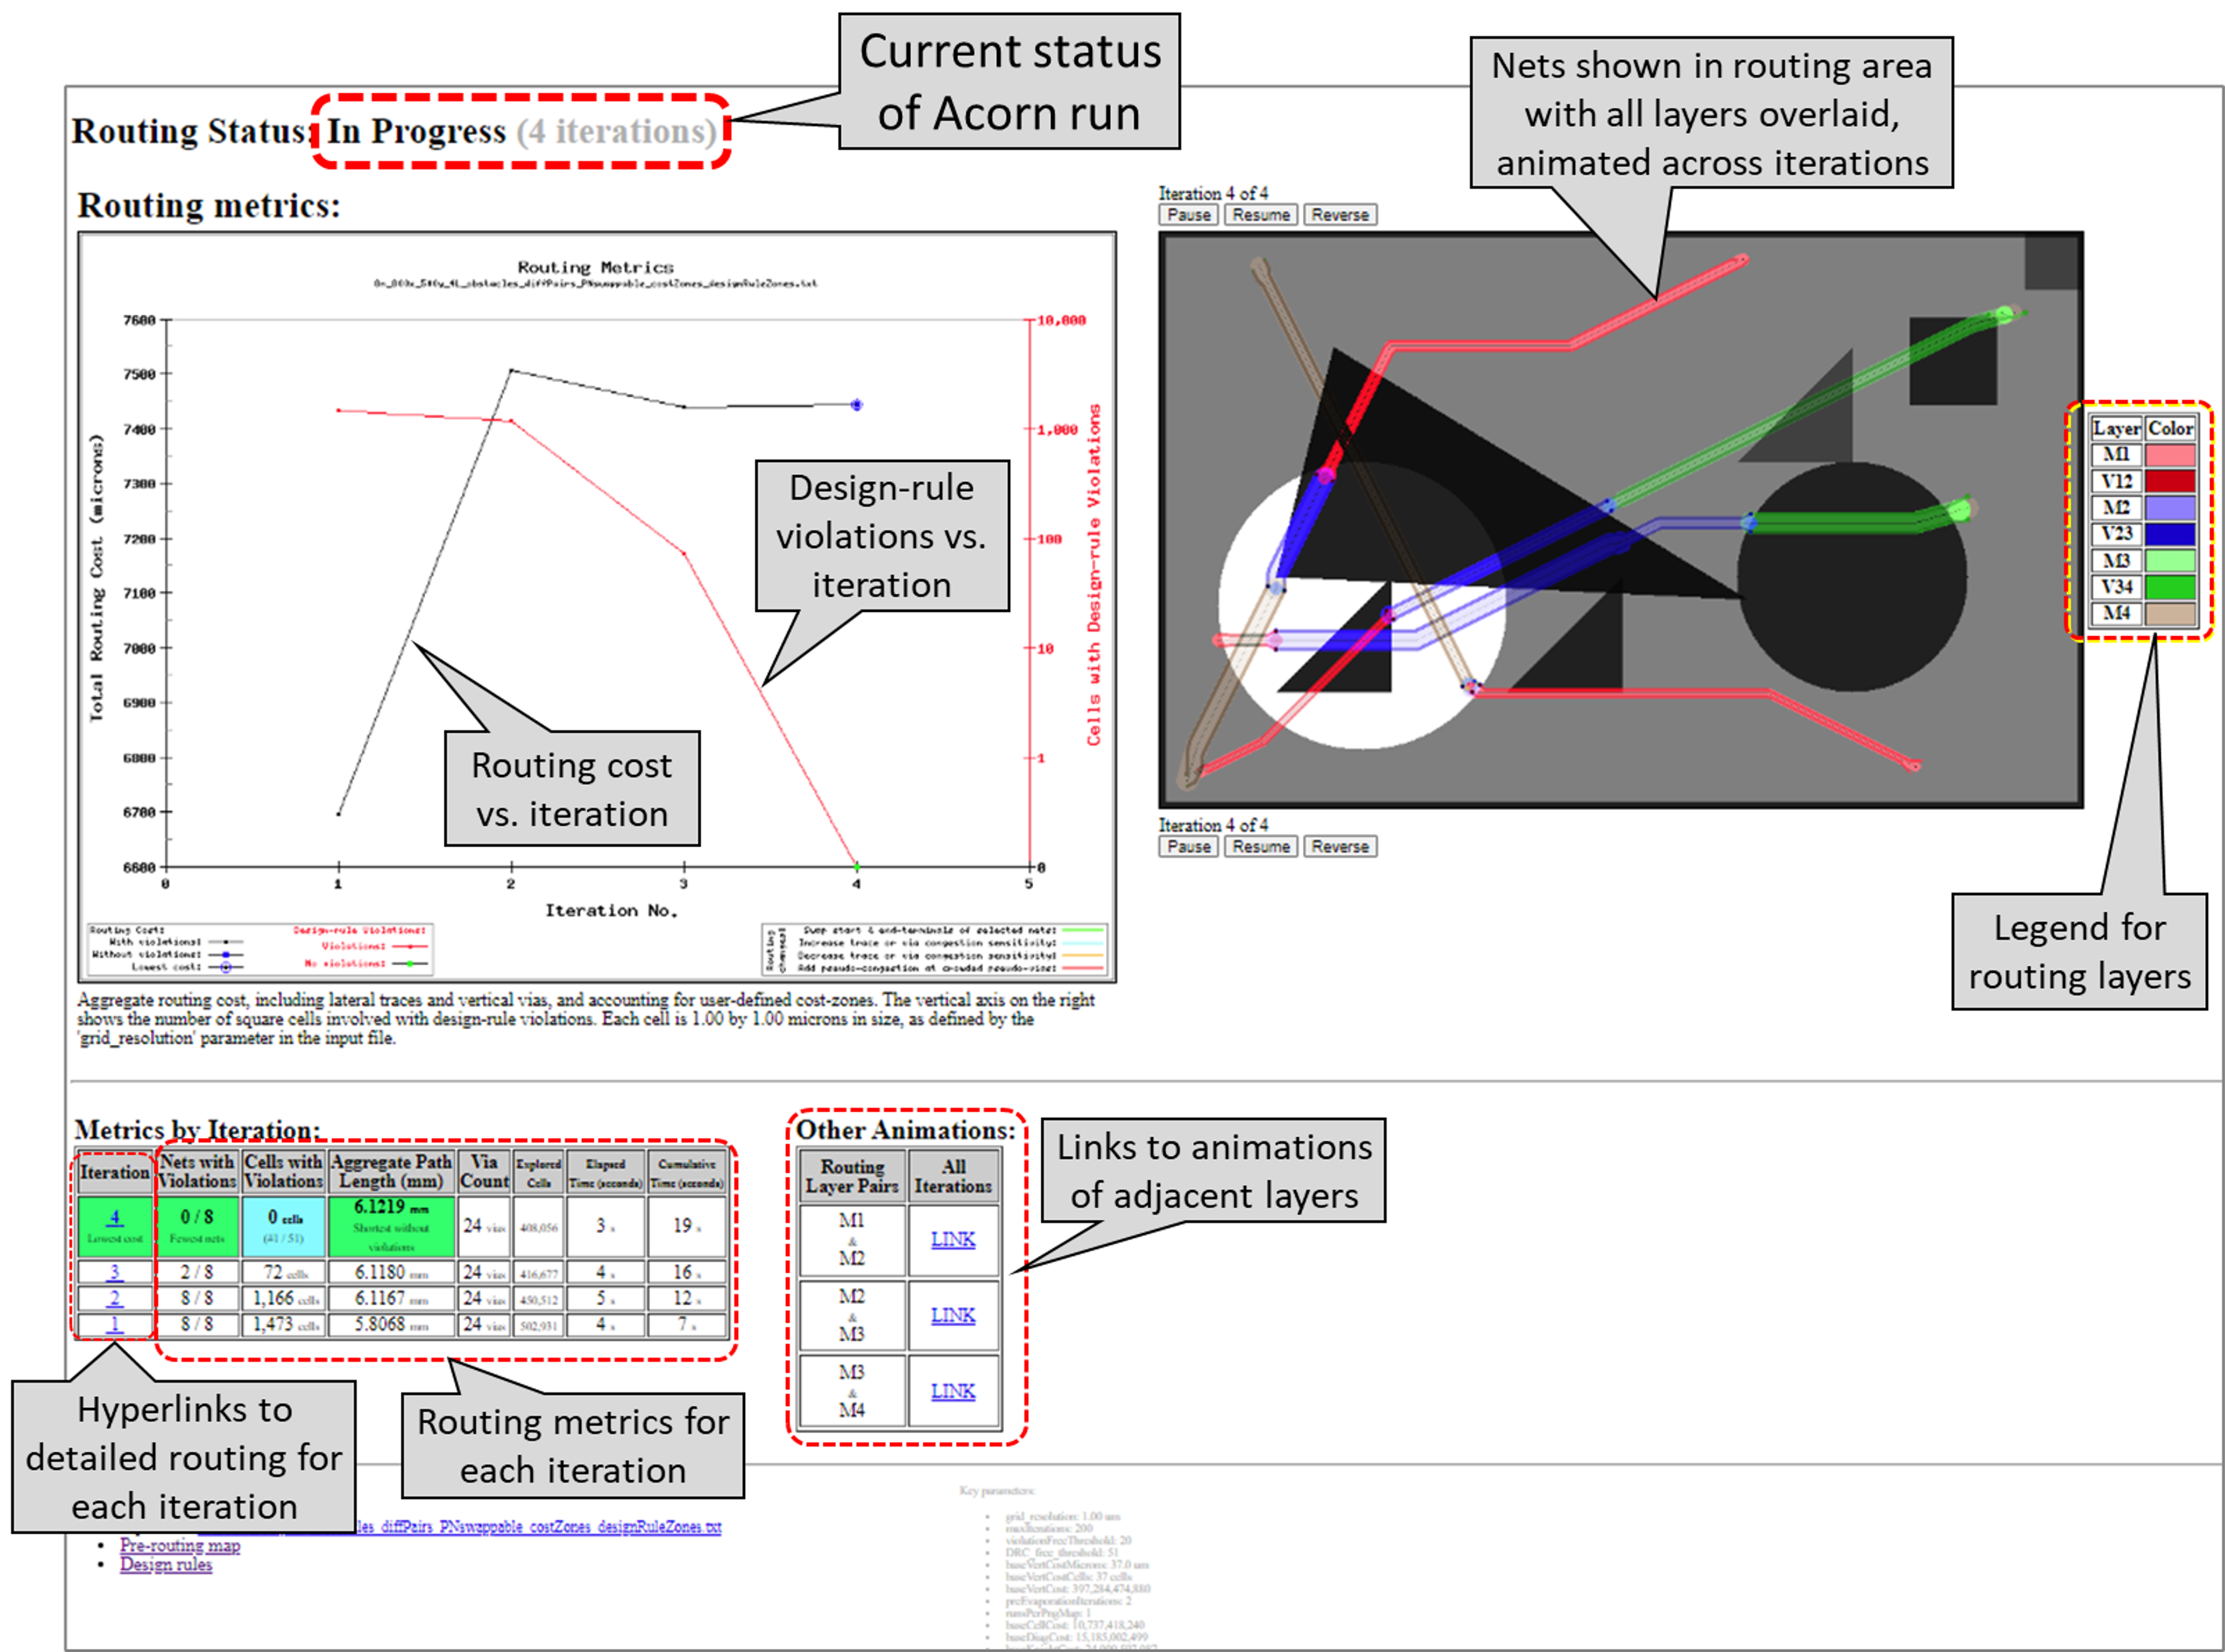 Current status
of Acorn run
Nets shown in routing area
with all layers overlaid,
animated across iterations
Routing Status: In Progress (4 iterations)
Routing metrics:
Routing Metrics
7600
7500
7400
7300
7200
7100
7000
6900
6800
6700
6600
Total Routing Cost (microns)
10,000
1,000
100
10
1
0
Cells with Design-rule Violations
0 1 2 3 4 5
Iteration No.
Design-rule
violations vs.
iteration
Routing cost
vs. iteration
Routing Cost:
With violations:
Without violations:
Lowest cost:
Design-rule Violations:
Violations:
No violations:
Routing
changes:
Swap start & end-terminals of selected nets:
Increase trace or via congestion sensitivity:
Decrease trace or via congestion sensitivity:
Add pseudo-congestion at crowded pseudo-vias:
Iteration 4 of 4
Pause Resume Reverse
Iteration 4 of 4
Pause Resume Reverse
Layer Color
M1
V12
M2
V23
M3
V34
M4
Legend for
routing layers
Aggregate routing cost, including lateral traces and vertical vias, and accounting for user-defined cost-zones. The vertical axis on the right
shows the number of square cells involved with design-rule violations. Each cell is 1.00 by 1.00 microns in size, as defined by the
'grid_resolution' parameter in the input file.
Metrics by Iteration:
Iteration Nets with Violations Cells with Violations Aggregate Path Length (mm) Via Count Explored Cells Elapsed Time (seconds) Cumulative Time (seconds)
4 Lowest cost 0 / 8 Fewest nets 0 cells (41 / 51) 6.1219 mm Shortest without violations 24 vias 408,056 3 s 19 s
3 2 / 8 72 cells 6.1180 mm 24 vias 416,677 4 s 16 s
2 8 / 8 1,166 cells 6.1167 mm 24 vias 450,512 5 s 12 s
1 8 / 8 1,473 cells 5.8068 mm 24 vias 502,931 4 s 7 s
Other Animations:
Routing Layer Pairs All Iterations
M1 & M2 LINK
M2 & M3 LINK
M3 & M4 LINK
Links to animations
of adjacent layers
Hyperlinks to
detailed routing for
each iteration
Routing metrics for
each iteration
les_diffPairs_PNswappable_costZones_designRuleZones.txt
Pre-routing map
Design rules
Key parameters:
grid_resolution: 1.00 um
maxIterations: 200
violationFreeThreshold: 20
DRC_free_threshold: 51
baseVertCostMicrons: 37.0 um
baseVertCostCells: 37 cells
baseVertCost: 397,284,474,880
preEvaporationIterations: 2
runsPerPngMap: 1
baseCellCost: 10,737,418,240
baseDiagCost: 15,185,002,499